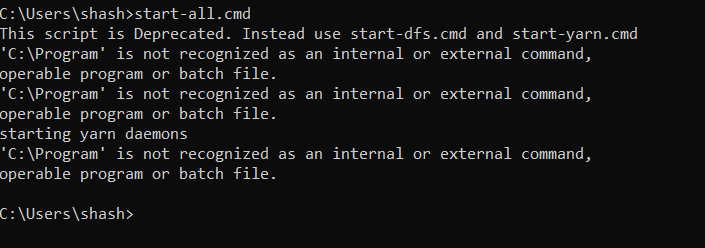 C:\Users\shash>start-all.cmd
This script is Deprecated. Instead use start-dfs.cmd and start-yarn.cmd
'C:\Program' is not recognized as an internal or external command,
operable program or batch file.
'C:\Program' is not recognized as an internal or external command,
operable program or batch file.
starting yarn daemons
'C:\Program' is not recognized as an internal or external command,
operable program or batch file.
C:\Users\shash>